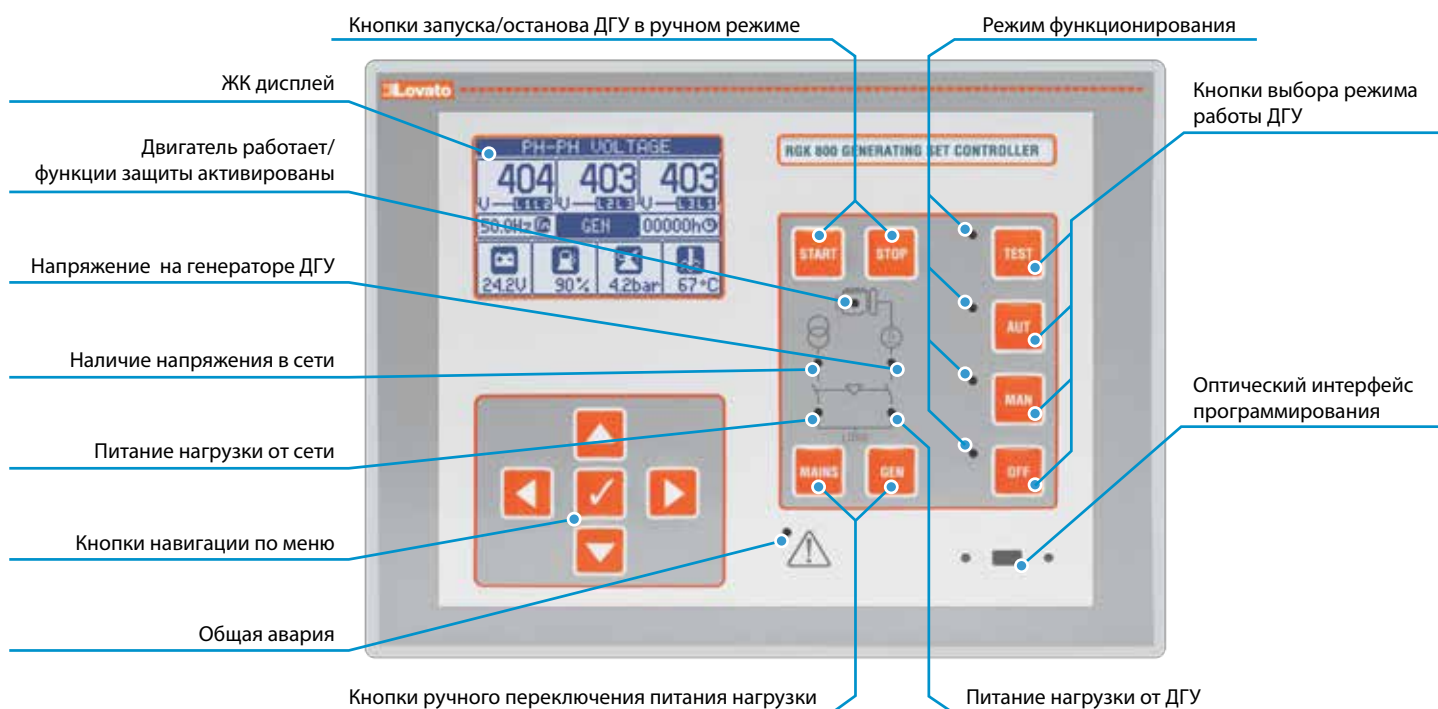 Кнопки запуска/останова ДГУ в ручном режиме
Режим функционирования
ЖК дисплей
Кнопки выбора режима
работы ДГУ
Двигатель работает/
функции защиты активированы
Напряжение на генераторе ДГУ
Наличие напряжения в сети
Оптический интерфейс
программирования
Питание нагрузки от сети
Кнопки навигации по меню
Общая авария
Кнопки ручного переключения питания нагрузки
Питание нагрузки от ДГУ
Lovato
PH-PH VOLTAGE
404 403 403
V L1L2 V L2L3 V L3L1
50.0Hz GEN 00000h
24.2V 90% 4.2bar 67°C
RGK 800 GENERATING SET CONTROLLER
START STOP TEST
AUT
MAN
LOAD
MAINS GEN OFF